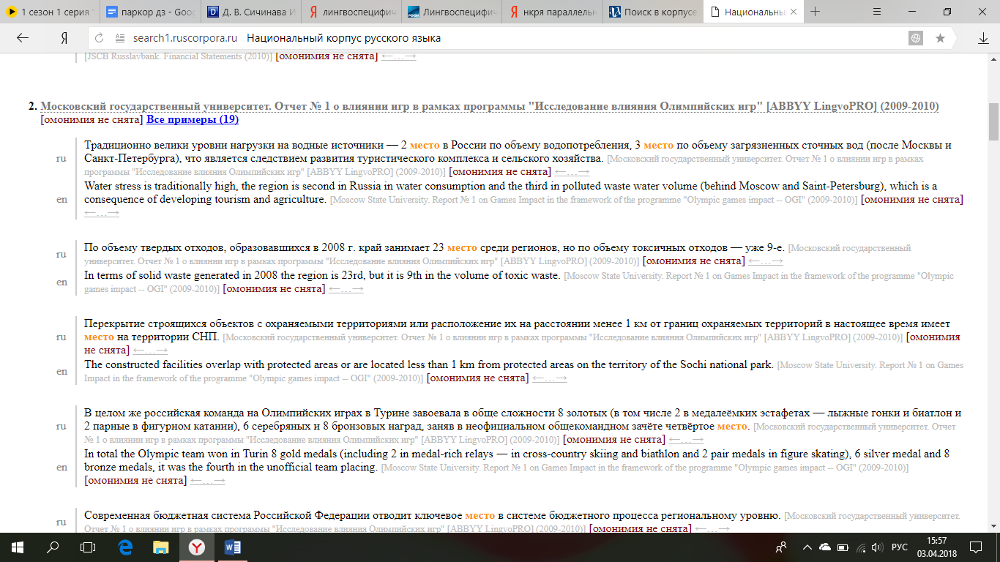 1 сезон 1 серия
паркор дз - Goog
Д. В. Сичинава И
лингвоспецифич
Лингвоспецифич
нкря параллельн
Поиск в корпусе
Национальны
search1.ruscorpora.ru Национальный корпус русского языка
[JSCB Russlavbank. Financial Statements (2010)] [омонимия не снята] ←…→
2. Московский государственный университет. Отчет № 1 о влиянии игр в рамках программы "Исследование влияния Олимпийских игр" [ABBYY LingvoPRO] (2009-2010)
[омонимия не снята] Все примеры (19)
ru
Традиционно велики уровни нагрузки на водные источники — 2 место в России по объему водопотребления, 3 место по объему загрязненных сточных вод (после Москвы и
Санкт-Петербурга), что является следствием развития туристического комплекса и сельского хозяйства. [Московский государственный университет. Отчет № 1 о влиянии игр в рамках
программы "Исследование влияния Олимпийских игр" [ABBYY LingvoPRO] (2009-2010)] [омонимия не снята] ←…→
en
Water stress is traditionally high, the region is second in Russia in water consumption and the third in polluted waste water volume (behind Moscow and Saint-Petersburg), which is a
consequence of developing tourism and agriculture. [Moscow State University. Report № 1 on Games Impact in the framework of the programme "Olympic games impact -- OGI" (2009-2010)] [омонимия не снята]
←…→
ru
По объему твердых отходов, образовавшихся в 2008 г. край занимает 23 место среди регионов, но по объему токсичных отходов — уже 9-е. [Московский государственный
университет. Отчет № 1 о влиянии игр в рамках программы "Исследование влияния Олимпийских игр" [ABBYY LingvoPRO] (2009-2010)] [омонимия не снята] ←…→
en
In terms of solid waste generated in 2008 the region is 23rd, but it is 9th in the volume of toxic waste. [Moscow State University. Report № 1 on Games Impact in the framework of the programme "Olympic
games impact -- OGI" (2009-2010)] [омонимия не снята] ←…→
ru
Перекрытие строящихся объектов с охраняемыми территориями или расположение их на расстоянии менее 1 км от границ охраняемых территорий в настоящее время имеет
место на территории СНП. [Московский государственный университет. Отчет № 1 о влиянии игр в рамках программы "Исследование влияния Олимпийских игр" [ABBYY LingvoPRO] (2009-2010)] [омонимия
не снята] ←…→
en
The constructed facilities overlap with protected areas or are located less than 1 km from protected areas on the territory of the Sochi national park. [Moscow State University. Report № 1 on Games
Impact in the framework of the programme "Olympic games impact -- OGI" (2009-2010)] [омонимия не снята] ←…→
ru
В целом же российская команда на Олимпийских играх в Турине завоевала в обще сложности 8 золотых (в том числе 2 в медалеёмких эстафетах — лыжные гонки и биатлон и
2 парные в фигурном катании), 6 серебряных и 8 бронзовых наград, заняв в неофициальном общекомандном зачёте четвёртое место. [Московский государственный университет. Отчет
№ 1 о влиянии игр в рамках программы "Исследование влияния Олимпийских игр" [ABBYY LingvoPRO] (2009-2010)] [омонимия не снята] ←…→
en
In total the Olympic team won in Turin 8 gold medals (including 2 in medal-rich relays — in cross-country skiing and biathlon and 2 pair medals in figure skating), 6 silver medal and 8
bronze medals, it was the fourth in the unofficial team placing. [Moscow State University. Report № 1 on Games Impact in the framework of the programme "Olympic games impact -- OGI" (2009-2010)]
[омонимия не снята] ←…→
ru
Современная бюджетная система Российской Федерации отводит ключевое место в системе бюджетного процесса региональному уровню. [Московский государственный университет.
Отчет № 1 о влиянии игр в рамках программы "Исследование влияния Олимпийских игр" [ABBYY LingvoPRO] (2009-2010)] [омонимия не снята] ←…→
РУС
15:57
03.04.2018